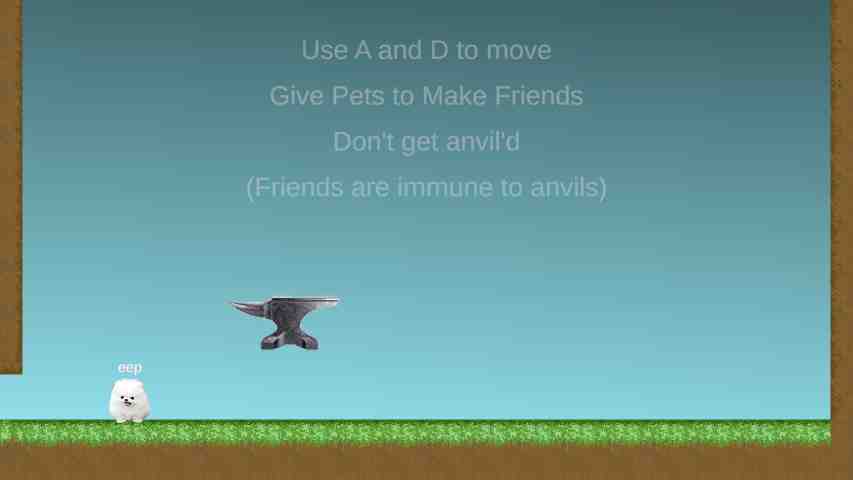 Use A and D to move
Give Pets to Make Friends
Don't get anvil'd
(Friends are immune to anvils)
eep